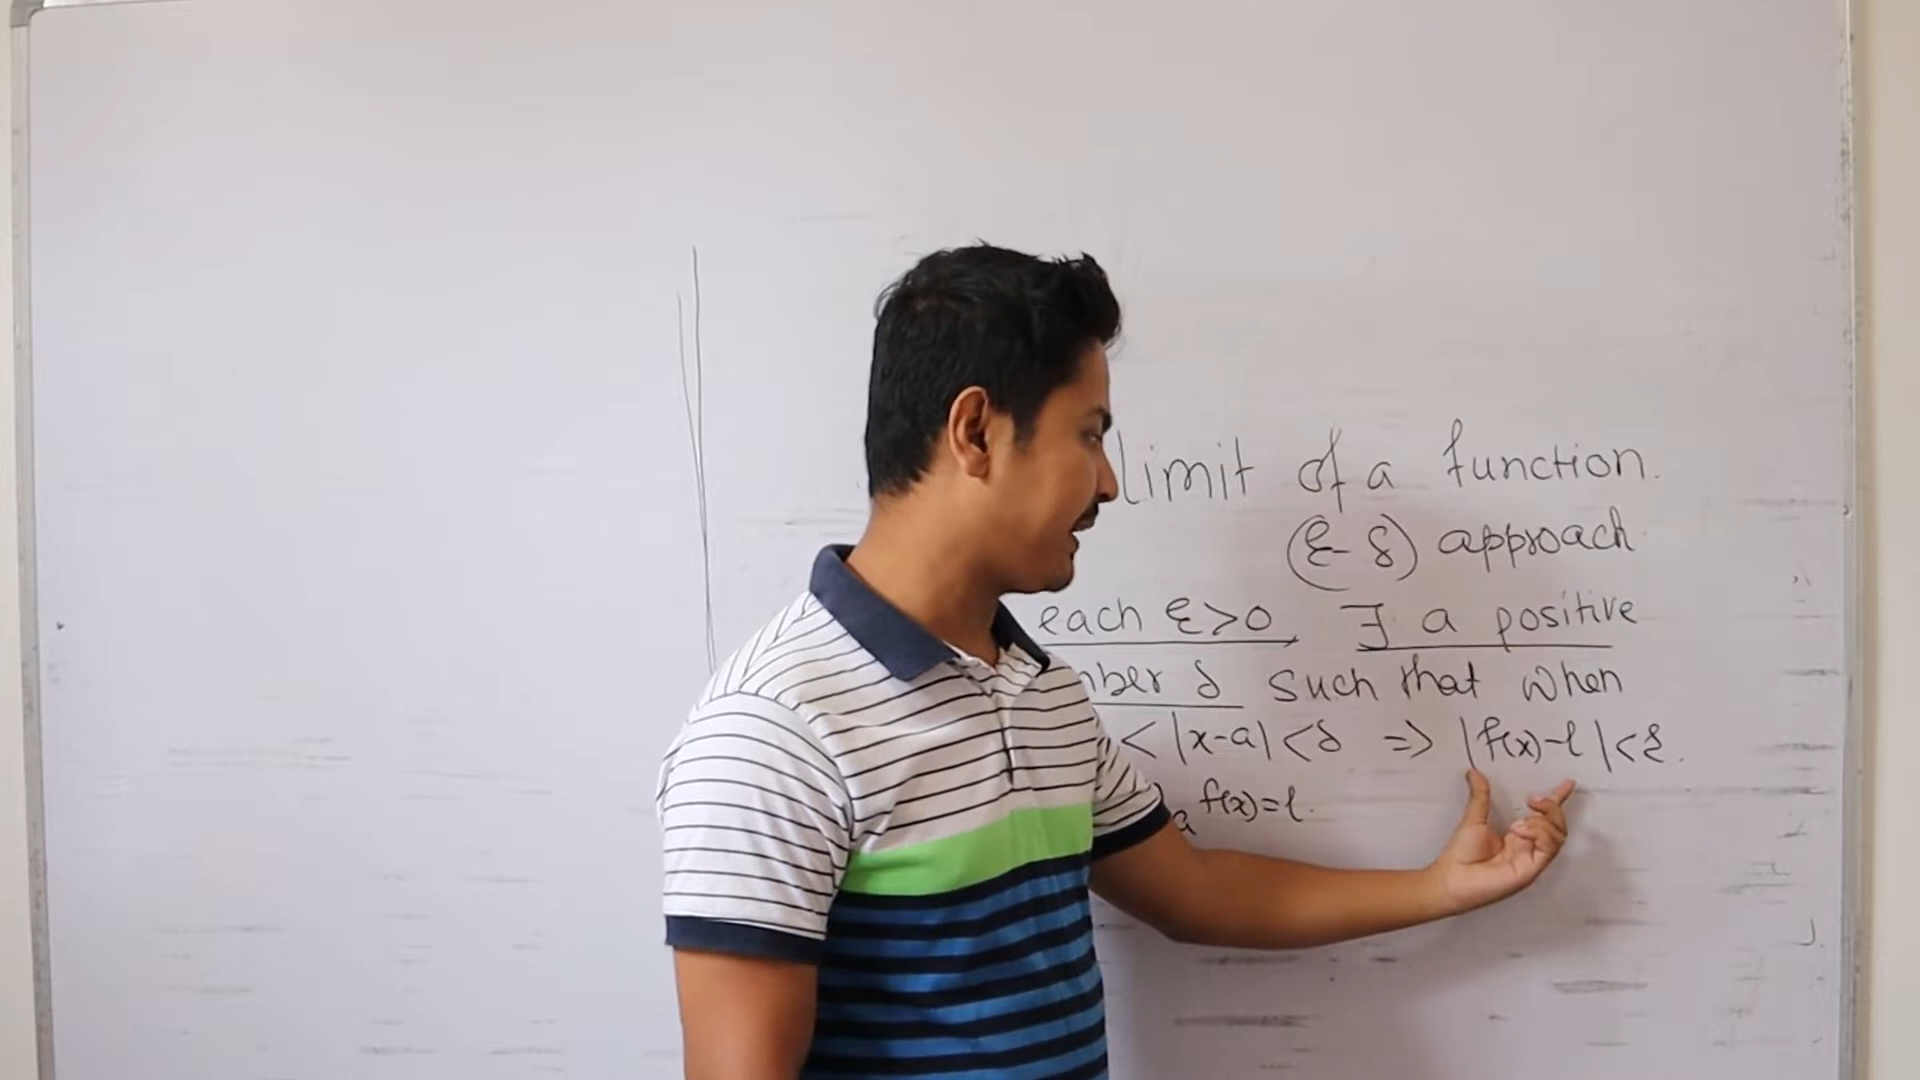 limit of a function.
(ε-δ) approach
each ε>0 ∃ a positive
mber δ such that when
<|x-a|<δ => |f(x)-l|<ε.
a f(x)=l.